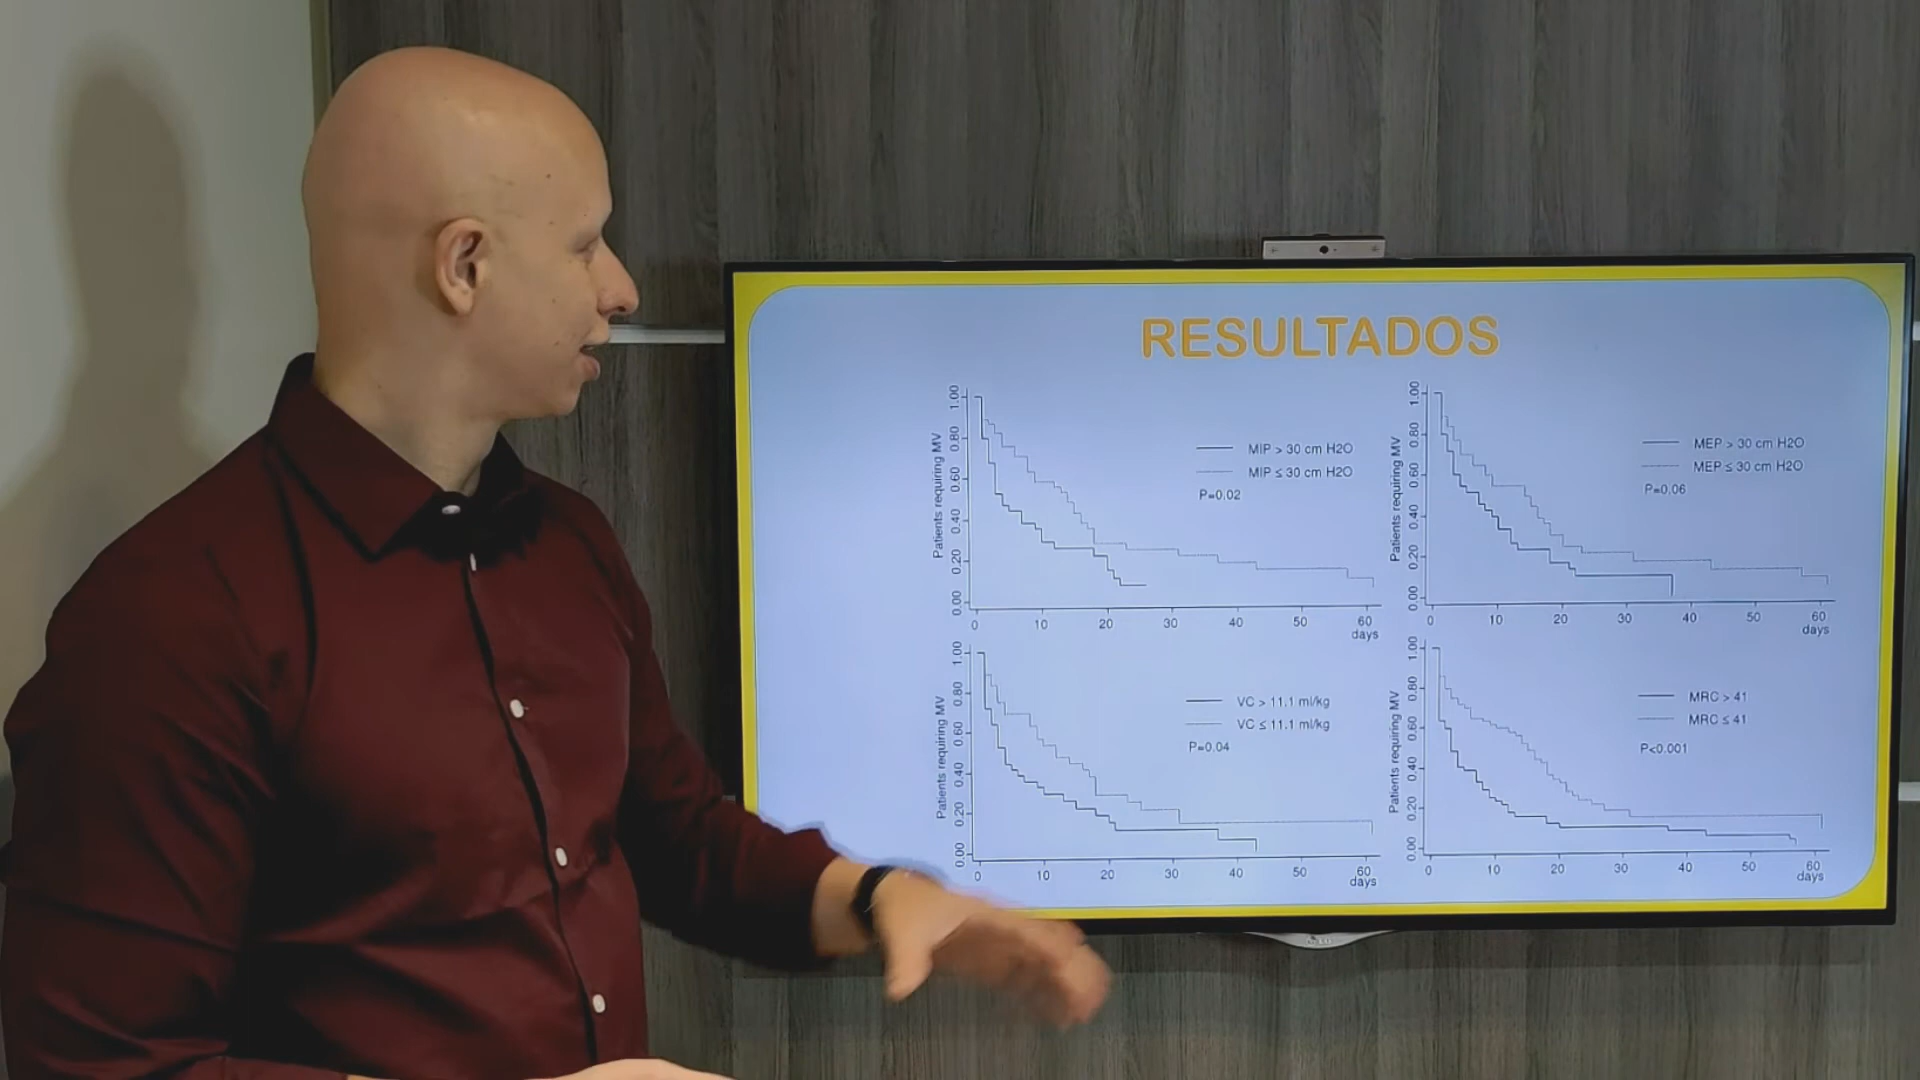 RESULTADOS
Patients requiring MV
1.00
0.80
0.60
0.40
0.20
0.00
MIP > 30 cm H2O
MIP ≤ 30 cm H2O
P=0.02
0 10 20 30 40 50 60
days
Patients requiring MV
1.00
0.80
0.60
0.40
0.20
0.00
MEP > 30 cm H2O
MEP ≤ 30 cm H2O
P=0.06
0 10 20 30 40 50 60
days
Patients requiring MV
1.00
0.80
0.60
0.40
0.20
0.00
VC > 11.1 ml/kg
VC ≤ 11.1 ml/kg
P=0.04
0 10 20 30 40 50 60
days
Patients requiring MV
1.00
0.80
0.60
0.40
0.20
0.00
MRC > 41
MRC ≤ 41
P<0.001
0 10 20 30 40 50 60
days